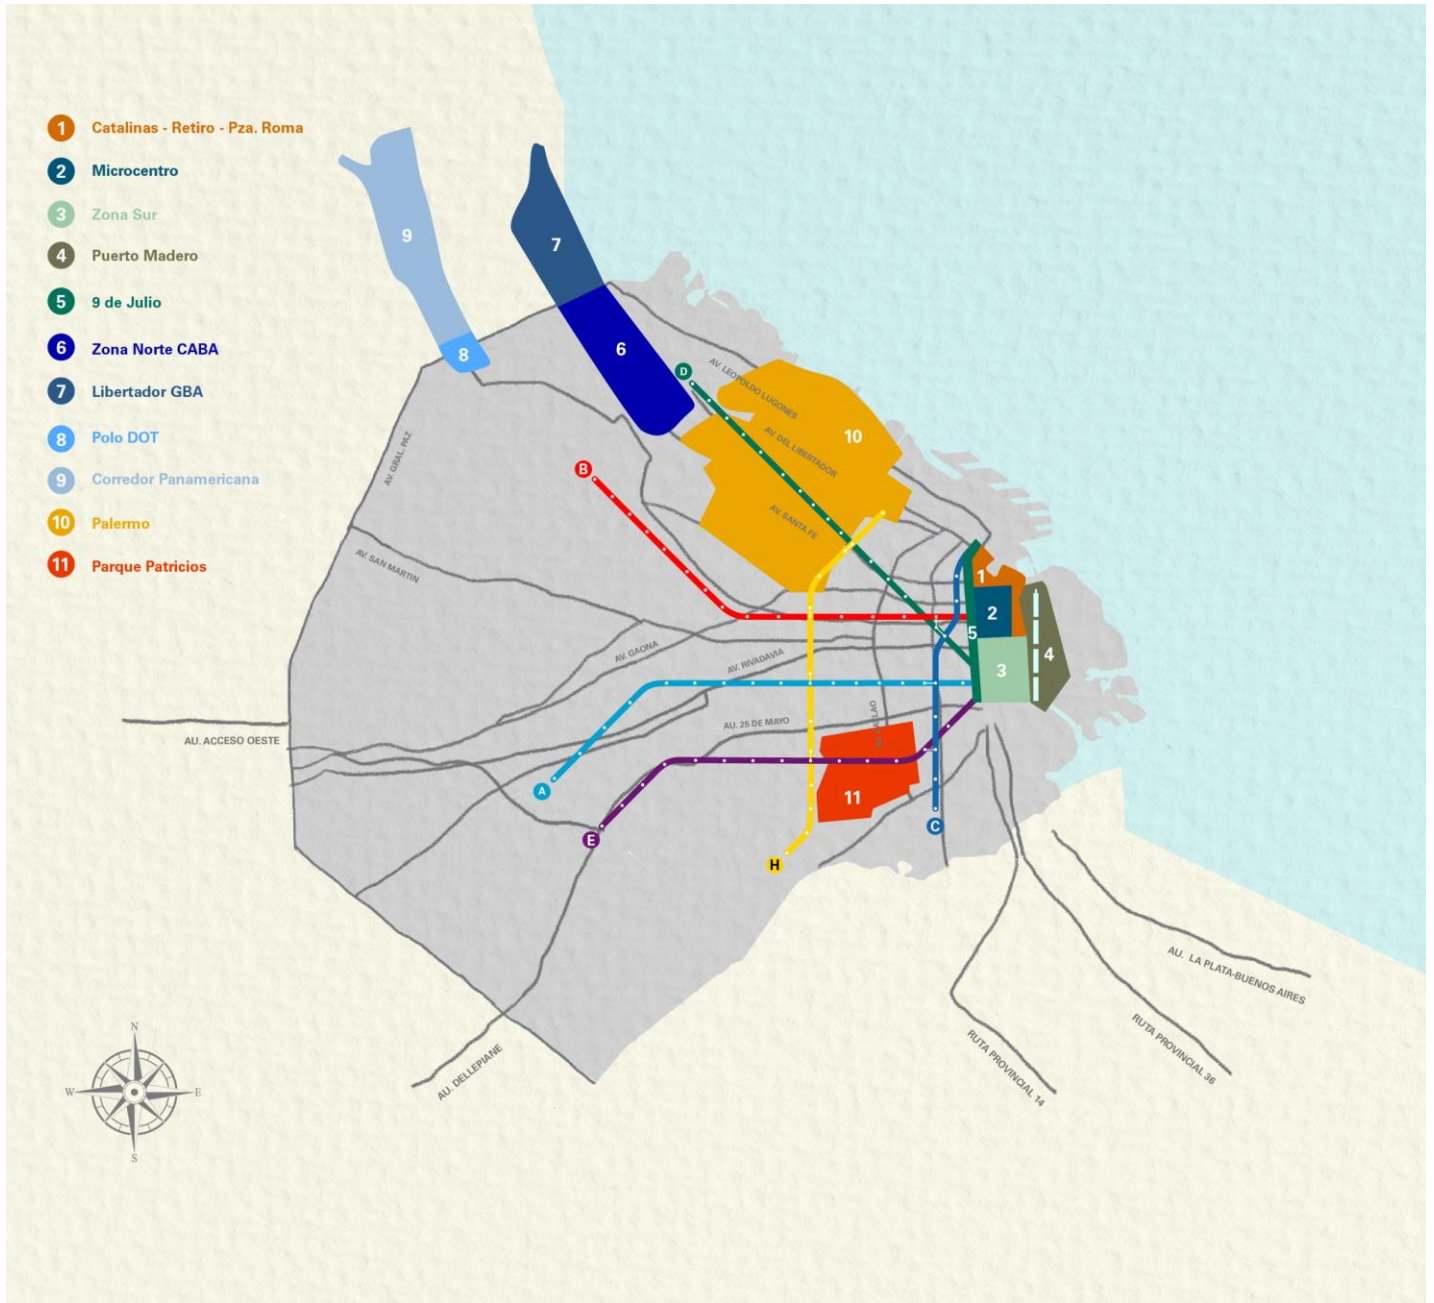 1 Catalinas - Retiro - Pza. Roma
2 Microcentro
3 Zona Sur
4 Puerto Madero
5 9 de Julio
6 Zona Norte CABA
7 Libertador GBA
8 Polo DOT
9 Corredor Panamericana
10 Palermo
11 Parque Patricios
9
7
8
6
D
AV. LEOPOLDO LUGONES
10
AV. DEL LIBERTADOR
AV. GRAL. PAZ
B
AV. SANTA FE
AV. SAN MARTIN
1
2
5
3
4
AV. GAONA
AV. RIVADAVIA
AU. 25 DE MAYO
AU. ACCESO OESTE
A
11
E
C
H
AU. LA PLATA-BUENOS AIRES
RUTA PROVINCIAL 36
RUTA PROVINCIAL 14
AU. DELLEPIANE
N
W
E
S